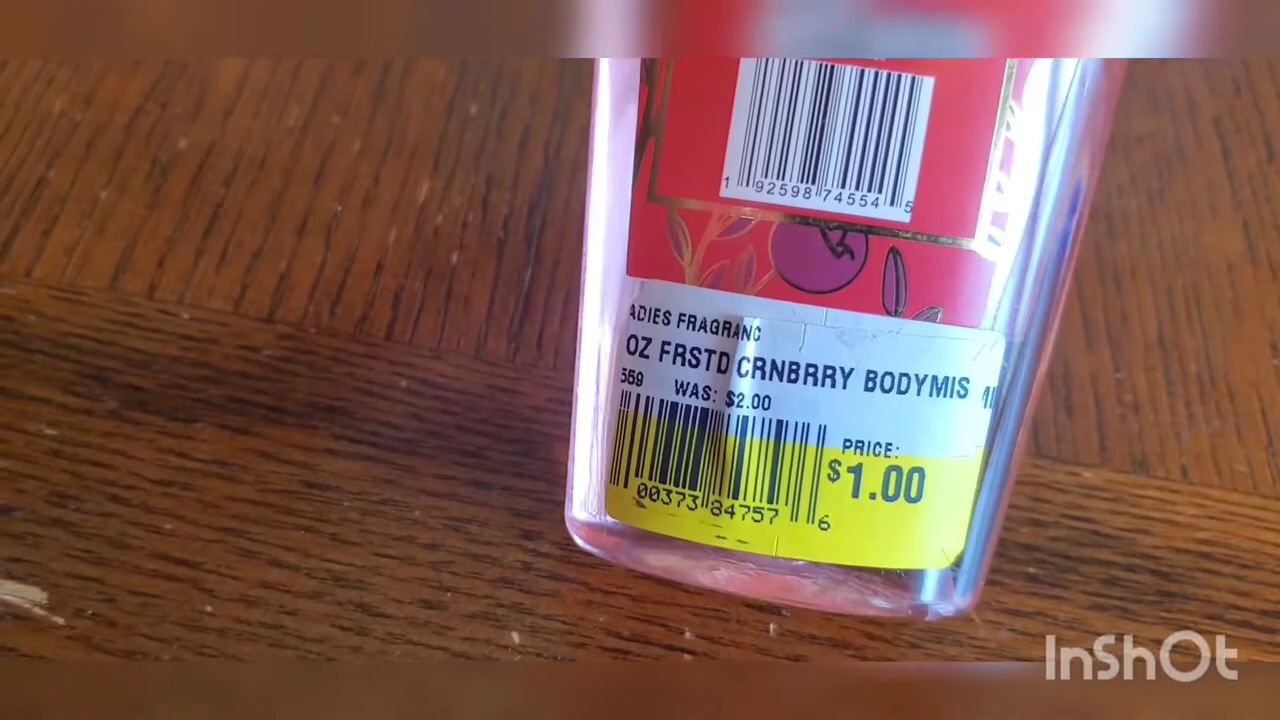 1 92598 74554 5
ADIES FRAGRANC
OZ FRSTD CRNBRRY BODYMIS
559 WAS: $2.00
PRICE:
$1.00
00373 84757 6
InShOt